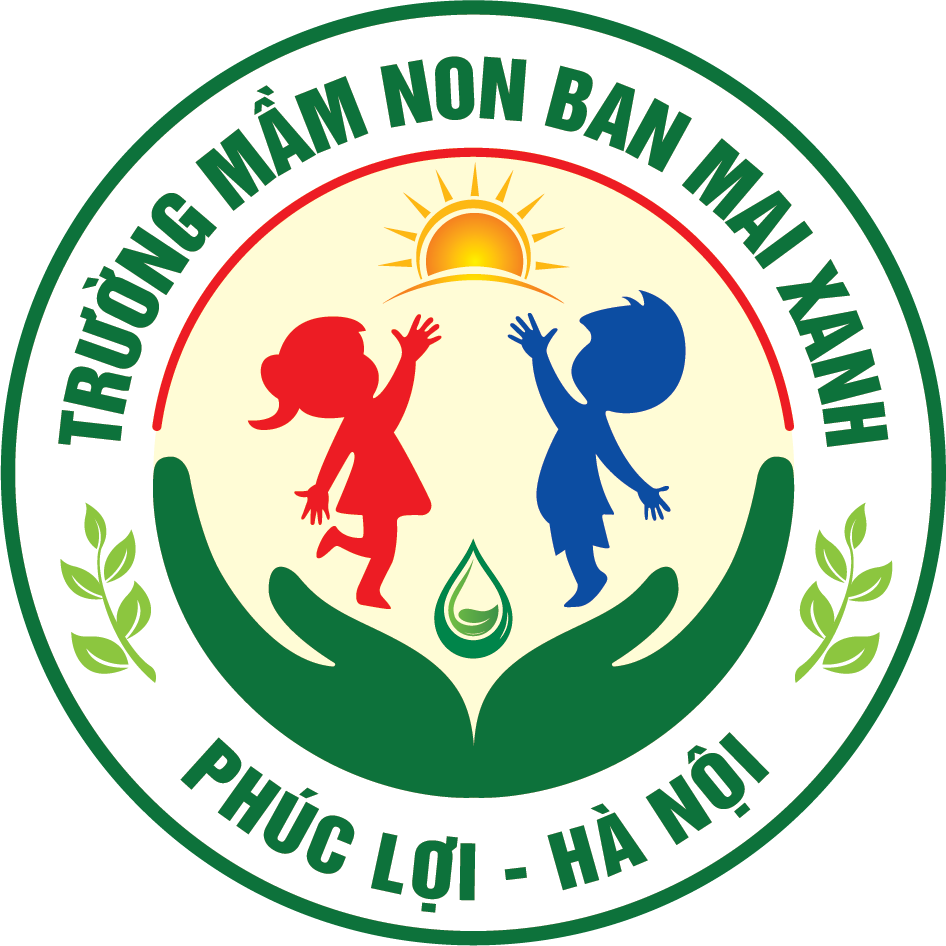 TRƯỜNG MẦM NON BAN MAI XANH
PHÚC LỢI - HÀ NỘI